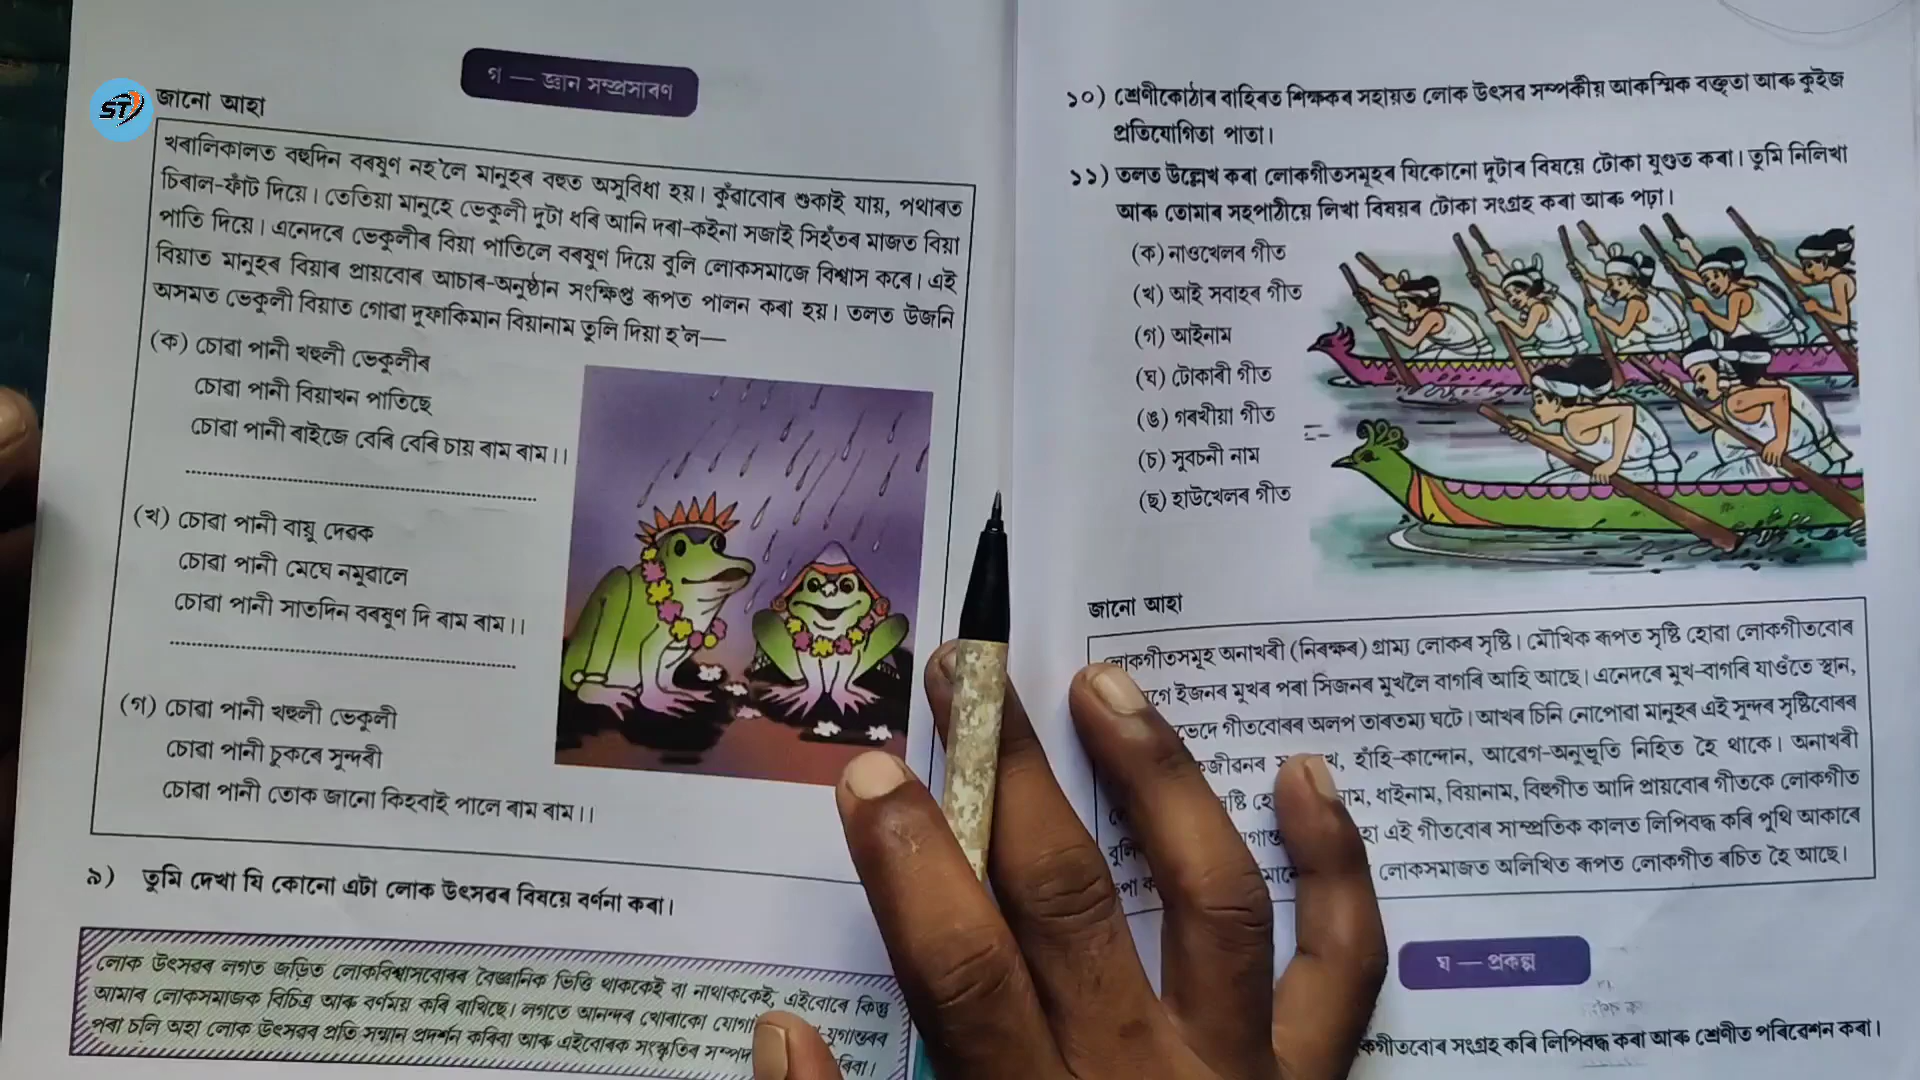 ST
গ — জ্ঞান সম্প্ৰসাৰণ
জানো আহা
খৰালিকালত বহুদিন বৰষুণ নহ'লে মানুহৰ বহুত অসুবিধা হয়। কুঁৱাবোৰ শুকাই যায়, পথাৰত
চিৰাল-ফাঁট দিয়ে। তেতিয়া মানুহে ভেকুলী দুটা ধৰি আনি দৰা-কইনা সজাই সিহঁতৰ মাজত বিয়া
পাতি দিয়ে। এনেদৰে ভেকুলীৰ বিয়া পাতিলে বৰষুণ দিয়ে বুলি লোকসমাজে বিশ্বাস কৰে। এই
বিয়াত মানুহৰ বিয়াৰ প্ৰায়বোৰ আচাৰ-অনুষ্ঠান সংক্ষিপ্ত ৰূপত পালন কৰা হয়। তলত উজনি
অসমত ভেকুলী বিয়াত গোৱা দুফাকিমান বিয়ানাম তুলি দিয়া হ'ল—
(ক) চোৱা পানী খহুলী ভেকুলীৰ
চোৱা পানী বিয়াখন পাতিছে
চোৱা পানী ৰাইজে বেৰি বেৰি চায় ৰাম ৰাম।।
(খ) চোৱা পানী বায়ু দেৱক
চোৱা পানী মেঘে নমুৱালে
চোৱা পানী সাতদিন বৰষুণ দি ৰাম ৰাম।।
(গ) চোৱা পানী খহুলী ভেকুলী
চোৱা পানী চুকৰে সুন্দৰী
চোৱা পানী তোক জানো কিহবাই পালে ৰাম ৰাম।।
৯) তুমি দেখা যি কোনো এটা লোক উৎসৱৰ বিষয়ে বৰ্ণনা কৰা।
লোক উৎসৱৰ লগত জড়িত লোকবিশ্বাসবোৰৰ বৈজ্ঞানিক ভিত্তি থাককেই বা নাথাককেই, এইবোৰে কিন্তু
আমাৰ লোকসমাজক বিচিত্ৰ আৰু বৰ্ণময় কৰি ৰাখিছে। লগতে আনন্দৰ খোৰাকো যুগান্তৰৰ
পৰা চলি অহা লোক উৎসৱৰ প্ৰতি সন্মান প্ৰদৰ্শন কৰিবা আৰু এইবোৰক সংস্কৃতিৰ
১০) শ্ৰেণীকোঠাৰ বাহিৰত শিক্ষকৰ সহায়ত লোক উৎসৱ সম্পৰ্কীয় আকস্মিক বক্তৃতা আৰু কুইজ
প্ৰতিযোগিতা পাতা।
১১) তলত উল্লেখ কৰা লোকগীতসমূহৰ যিকোনো দুটাৰ বিষয়ে টোকা যুগুত কৰা। তুমি নিলিখা
আৰু তোমাৰ সহপাঠীয়ে লিখা বিষয়ৰ টোকা সংগ্ৰহ কৰা আৰু পঢ়া।
(ক) নাওখেলৰ গীত
(খ) আই সবাহৰ গীত
(গ) আইনাম
(ঘ) টোকাৰী গীত
(ঙ) গৰখীয়া গীত
(চ) সুবচনী নাম
(ছ) হাউখেলৰ গীত
জানো আহা
লোকগীতসমূহ অনাখৰী (নিৰক্ষৰ) গ্ৰাম্য লোকৰ সৃষ্টি। মৌখিক ৰূপত সৃষ্টি হোৱা লোকগীতবোৰ
ইজনৰ মুখৰ পৰা সিজনৰ মুখলৈ বাগৰি আহি আছে। এনেদৰে মুখ-বাগৰি যাওঁতে স্থান,
গীতবোৰৰ অলপ তাৰতম্য ঘটে। আখৰ চিনি নোপোৱা মানুহৰ এই সুন্দৰ সৃষ্টিবোৰৰ
হাঁহি-কান্দোন, আৱেগ-অনুভূতি নিহিত হৈ থাকে। অনাখৰী
ধাইনাম, বিয়ানাম, বিহুগীত আদি প্ৰায়বোৰ গীতকে লোকগীত
এই গীতবোৰ সাম্প্ৰতিক কালত লিপিবদ্ধ কৰি পুথি আকাৰে
লোকসমাজত অলিখিত ৰূপত লোকগীত ৰচিত হৈ আছে।
ঘ — প্ৰকল্প
সংগ্ৰহ কৰি লিপিবদ্ধ কৰা আৰু শ্ৰেণীত পৰিৱেশন কৰা।